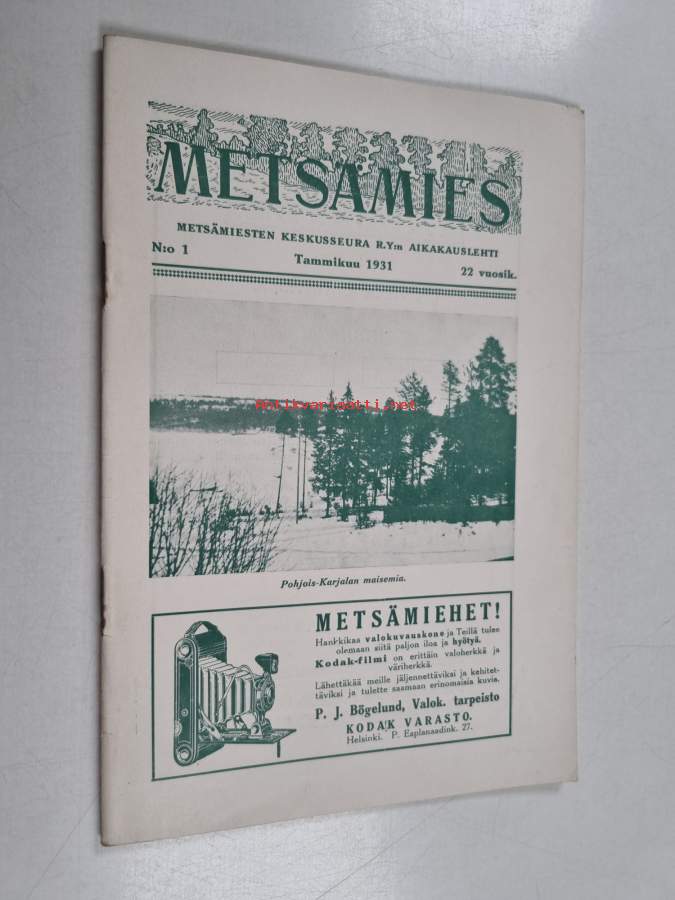 METSÄMIES
METSÄMIESTEN KESKUSSEURA R.Y:n AIKAKAUSLEHTI
N:o 1 Tammikuu 1931 22 vuosik.
Antikvariaatti.net
Pohjois-Karjalan maisemia.
METSÄMIEHET!
Hankkikaa valokuvauskone ja Teillä tulee
olemaan siitä paljon iloa ja hyötyä.
Kodak-filmi on erittäin valoherkkä ja
väriherkkä.
Lähettäkää meille jäljennettäviksi ja kehitet-
täviksi ja tulette saamaan erinomaisia kuvia.
P. J. Bögelund, Valok. tarpeisto
KODAK VARASTO.
Helsinki. P. Esplanaadink. 27.